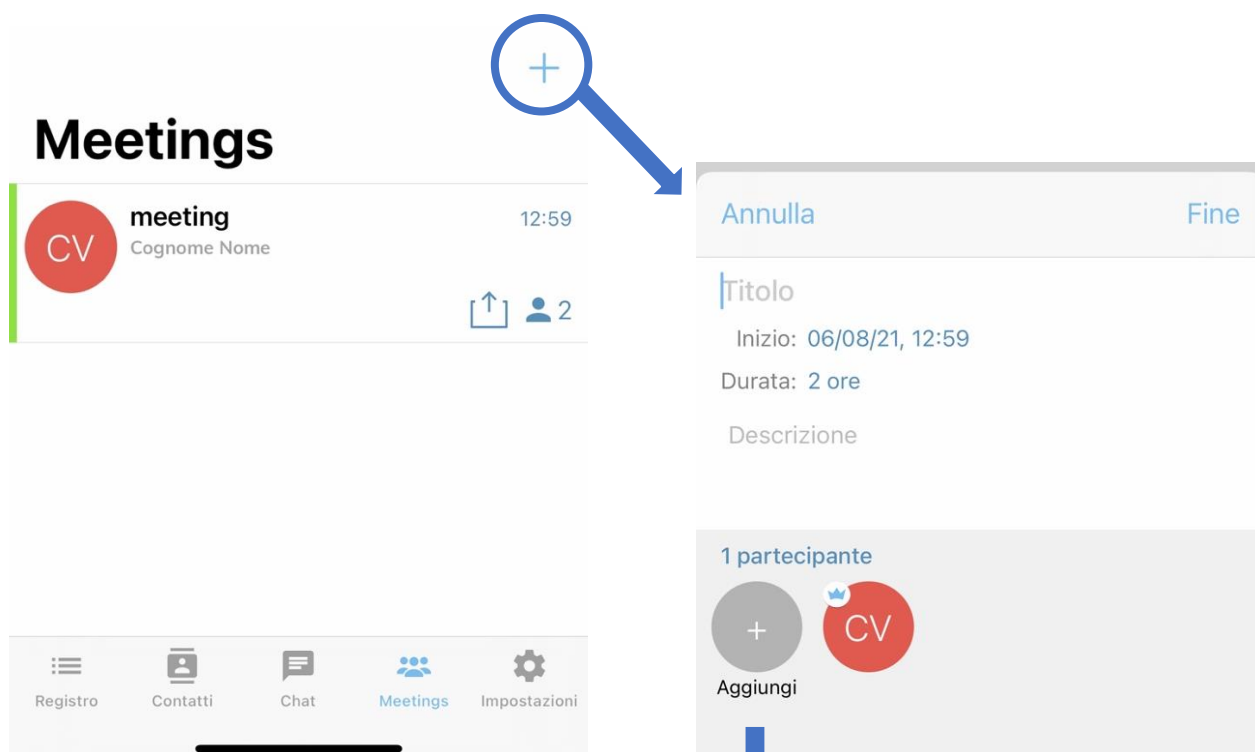 Meetings
meeting
12:59
CV
Cognome Nome
2
Registro
Contatti
Chat
Meetings
Impostazioni
Annulla
Fine
Titolo
Inizio: 06/08/21, 12:59
Durata: 2 ore
Descrizione
1 partecipante
CV
Aggiungi